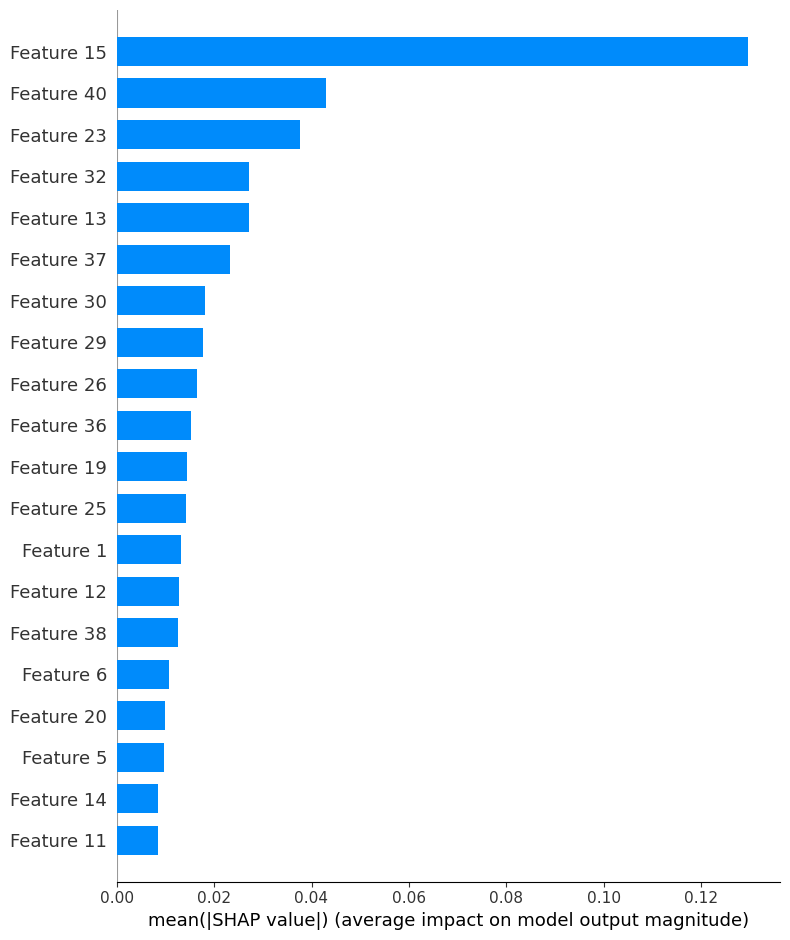 Feature 15
Feature 40
Feature 23
Feature 32
Feature 13
Feature 37
Feature 30
Feature 29
Feature 26
Feature 36
Feature 19
Feature 25
Feature 1
Feature 12
Feature 38
Feature 6
Feature 20
Feature 5
Feature 14
Feature 11
0.00 0.02 0.04 0.06 0.08 0.10 0.12
mean(|SHAP value|) (average impact on model output magnitude)